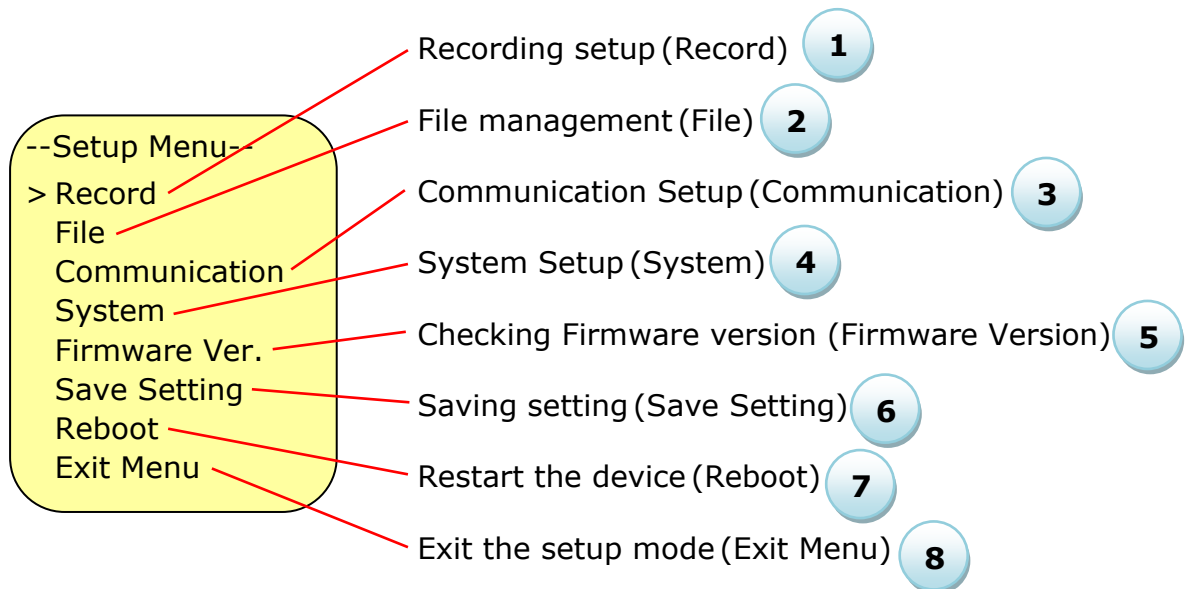 --Setup Menu--
> Record
File
Communication
System
Firmware Ver.
Save Setting
Reboot
Exit Menu
Recording setup (Record) 1
File management (File) 2
Communication Setup (Communication) 3
System Setup (System) 4
Checking Firmware version (Firmware Version) 5
Saving setting (Save Setting) 6
Restart the device (Reboot) 7
Exit the setup mode (Exit Menu) 8